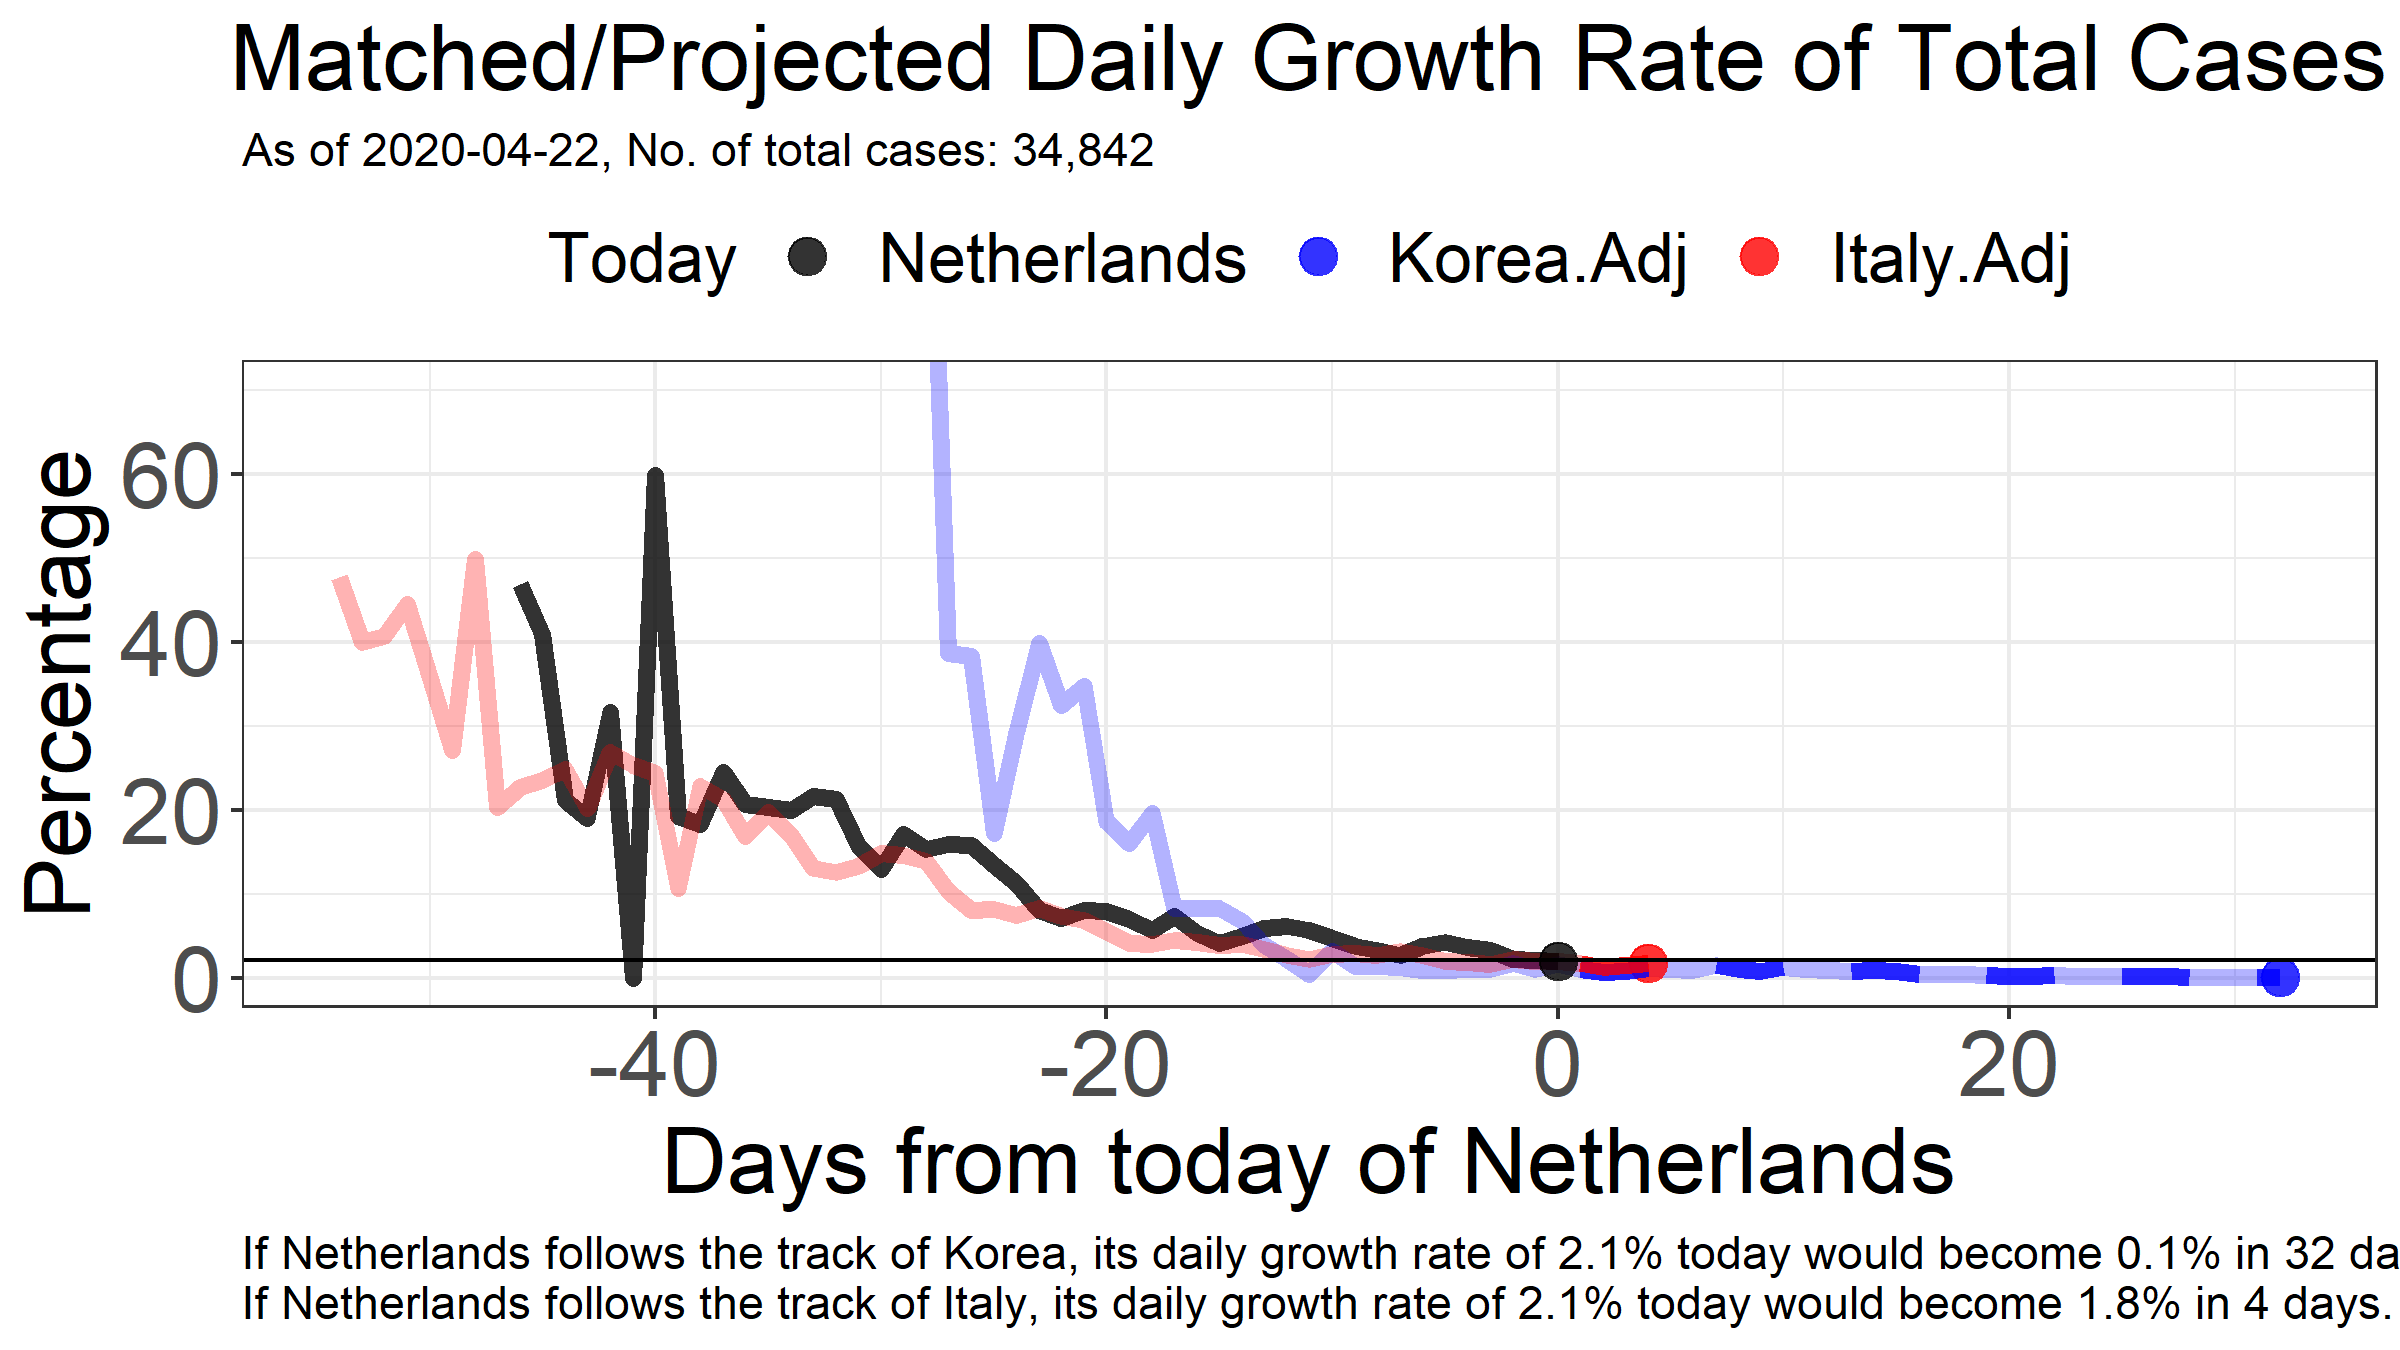 Matched/Projected Daily Growth Rate of Total Cases
As of 2020-04-22, No. of total cases: 34,842
Today Netherlands Korea.Adj Italy.Adj
Percentage
60
40
20
0
-40 -20 0 20
Days from today of Netherlands
If Netherlands follows the track of Korea, its daily growth rate of 2.1% today would become 0.1% in 32 da
If Netherlands follows the track of Italy, its daily growth rate of 2.1% today would become 1.8% in 4 days.